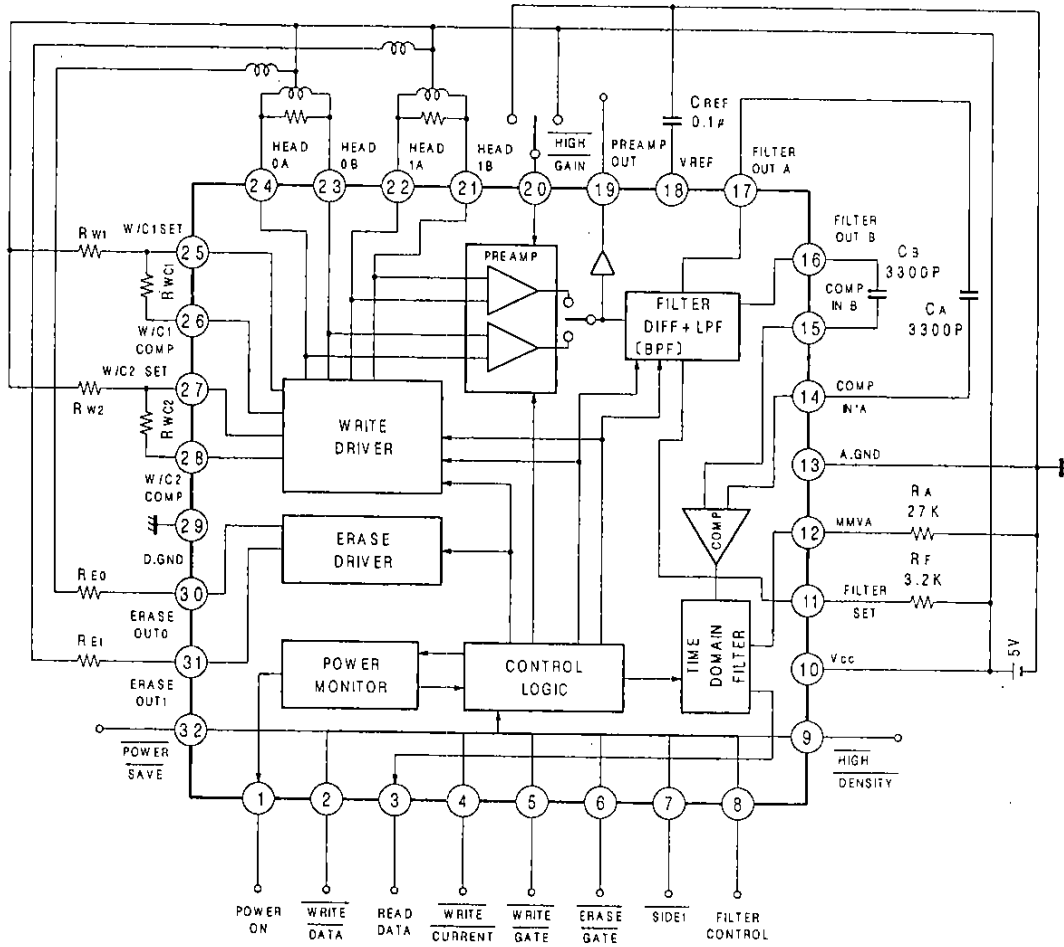 CREF
0.1µ
HEAD
0A
HEAD
0B
HEAD
1A
HEAD
1B
HIGH
GAIN
PREAMP
OUT
VREF
FILTER
OUT A
24
23
22
21
20
19
18
17
RW1
W/C1SET
25
RWC1
26
W/C1
COMP
W/C2 SET
27
RW2
RWC2
28
W/C2
COMP
29
D.GND
RE0
30
ERASE
OUT0
RE1
31
ERASE
OUT1
32
POWER
SAVE
PREAMP
FILTER
DIFF+LPF
[BPF]
WRITE
DRIVER
ERASE
DRIVER
POWER
MONITOR
CONTROL
LOGIC
COMP
TIME
DOMAIN
FILTER
FILTER
OUT B
16
CB
3300P
COMP
IN B
15
CA
3300P
14
COMP
IN'A
13
A.GND
RA
27K
12
MMVA
RF
3.2K
11
FILTER
SET
10
Vcc
5V
9
HIGH
DENSITY
1
2
3
4
5
6
7
8
POWER
ON
WRITE
DATA
READ
DATA
WRITE
CURRENT
WRITE
GATE
ERASE
GATE
SIDE1
FILTER
CONTROL